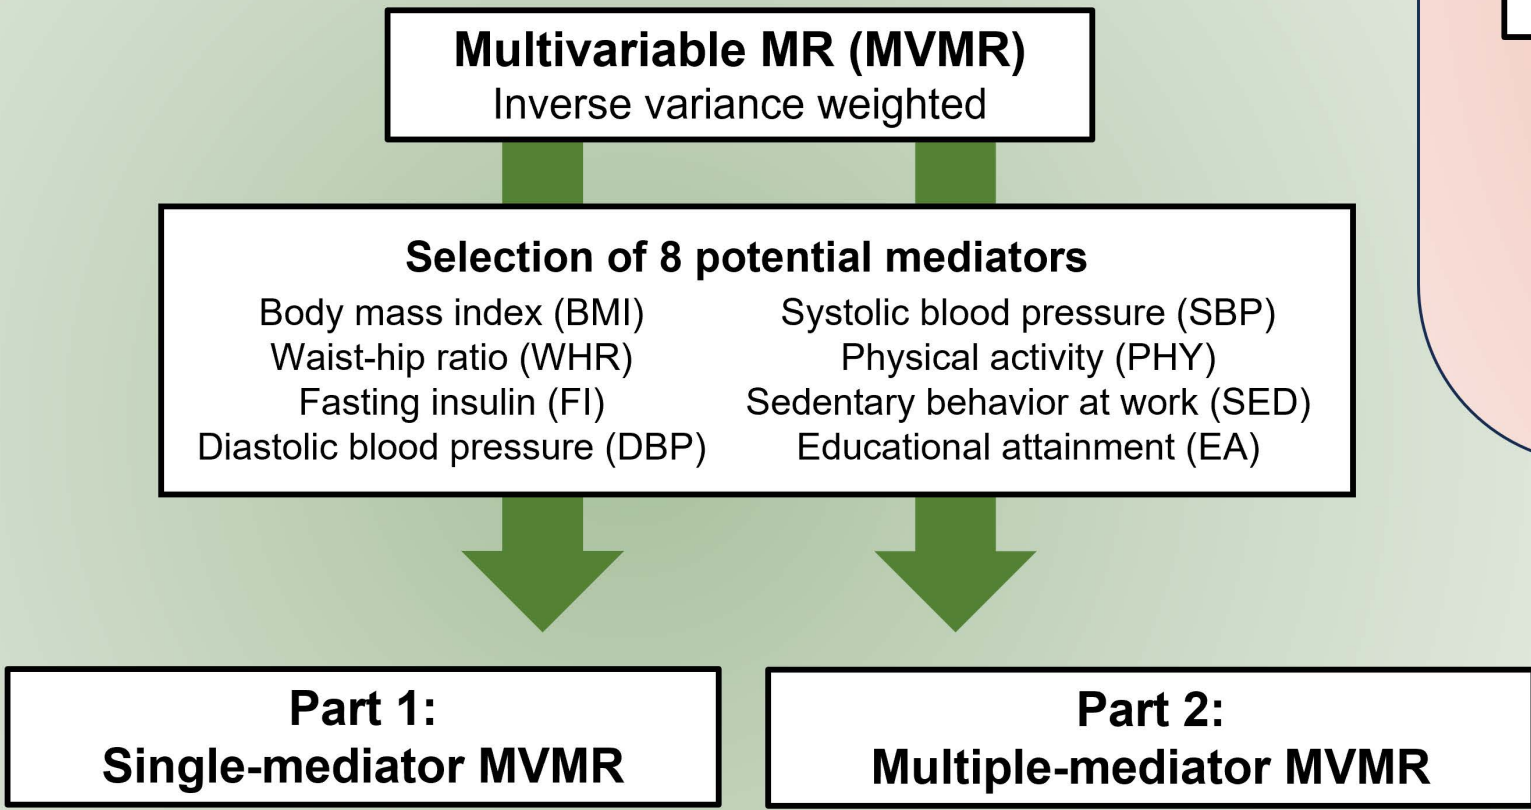 Multivariable MR (MVMR)
Inverse variance weighted
Selection of 8 potential mediators
Body mass index (BMI)
Waist-hip ratio (WHR)
Fasting insulin (FI)
Diastolic blood pressure (DBP)
Systolic blood pressure (SBP)
Physical activity (PHY)
Sedentary behavior at work (SED)
Educational attainment (EA)
Part 1:
Single-mediator MVMR
Part 2:
Multiple-mediator MVMR